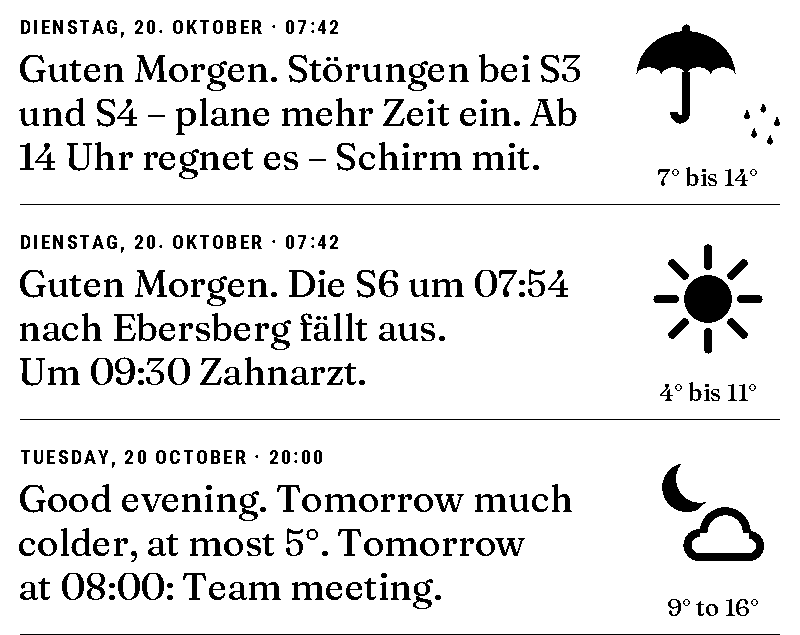 DIENSTAG, 20. OKTOBER · 07:42
Guten Morgen. Störungen bei S3
und S4 – plane mehr Zeit ein. Ab
14 Uhr regnet es – Schirm mit.
7° bis 14°
DIENSTAG, 20. OKTOBER · 07:42
Guten Morgen. Die S6 um 07:54
nach Ebersberg fällt aus.
Um 09:30 Zahnarzt.
4° bis 11°
TUESDAY, 20 OCTOBER · 20:00
Good evening. Tomorrow much
colder, at most 5°. Tomorrow
at 08:00: Team meeting.
9° to 16°